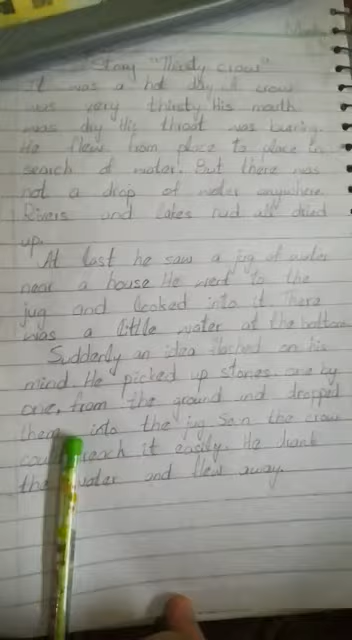 Story "Thirsty crow"
It was a hot day A crow
was very thirsty his mouth
was dry His throat was burning.
He flew from place to place in
search of water. But there was
not a drop of water anywhere
Rivers and lakes had all dried
up.
At last he saw a jug of water
near a house. He went to the
jug and looked into it. There
was a little water at the bottom
Suddenly an idea flashed on his
mind. He picked up stones one by
one, from the ground and dropped
them into the jug Soon the crow
could reach it easily. He drank
the water and flew away.